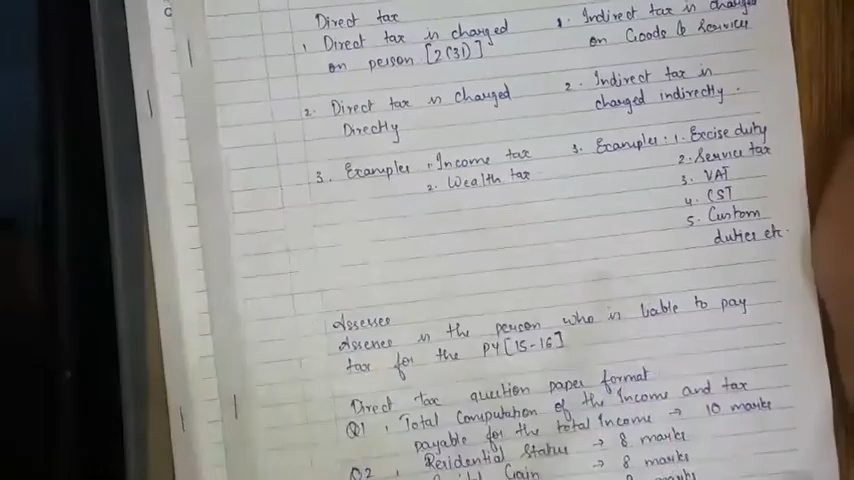 Direct tax
1. Direct tax is charged
on person [2(31)]
1. Indirect tax is charged
on Goods & Services
2. Direct tax is charged
Directly
2. Indirect tax is
charged indirectly.
3. Examples 1. Income tax
2. Wealth tax
3. Examples: 1. Excise duty
2. Service tax
3. VAT
4. CST
5. Custom
duties etc.
Assessee
Assessee is the person who is liable to pay
tax for the PY [15-16]
Direct tax question paper format
Q1. Total Computation of the Income and tax
payable for the total Income → 10 marks
Q2. Residential Status → 8 marks
Gain → 8 marks
marks